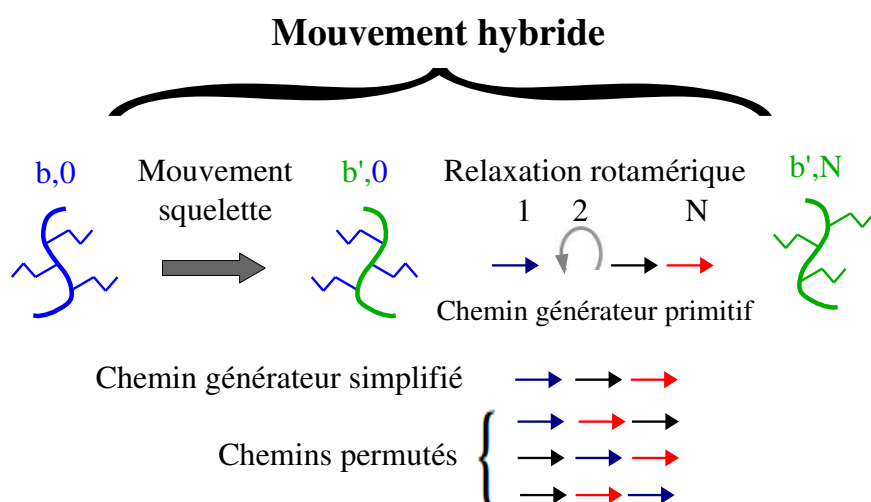 Mouvement hybride
b,0
Mouvement
squelette
b',0
Relaxation rotamérique
1 2 N
b',N
Chemin générateur primitif
Chemin générateur simplifié
Chemins permutés